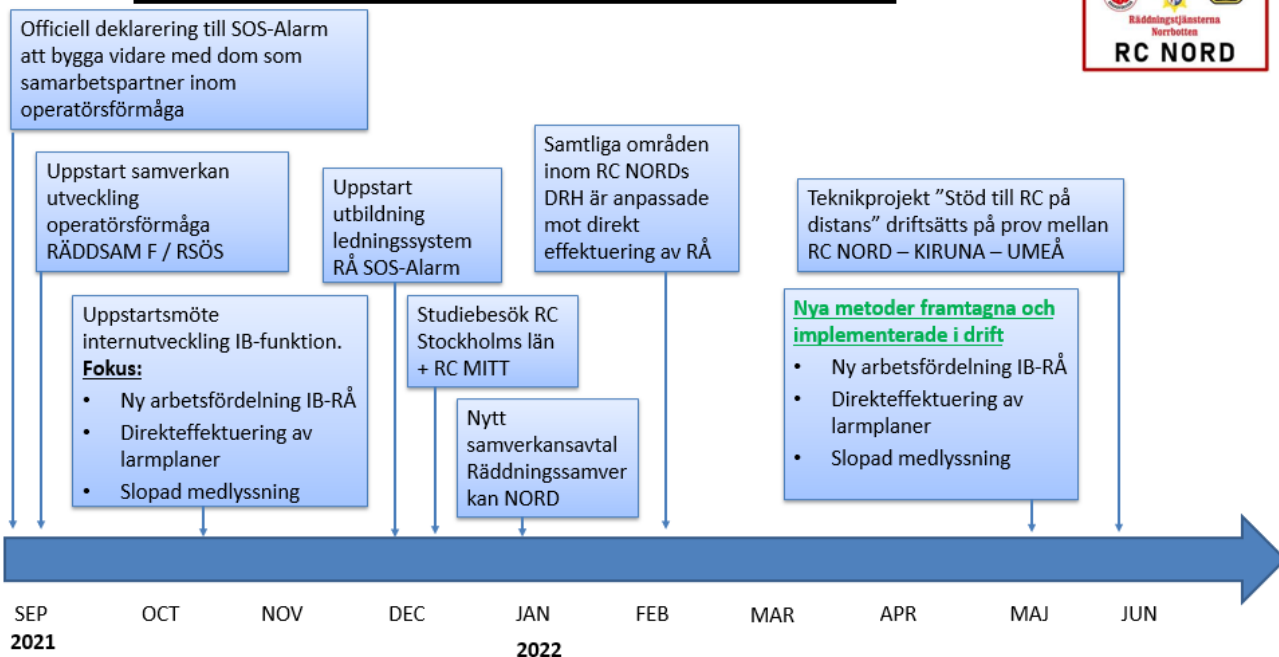 Räddningstjänsterna
Norrbotten
RC NORD
Officiell deklarering till SOS-Alarm
att bygga vidare med dom som
samarbetspartner inom
operatörsförmåga
Uppstart samverkan
utveckling
operatörsförmåga
RÄDDSAM F / RSÖS
Uppstartsmöte
internutveckling IB-funktion.
Fokus:
• Ny arbetsfördelning IB-RÅ
• Direkteffektuering av
larmplaner
• Slopad medlyssning
Uppstart
utbildning
ledningssystem
RÅ SOS-Alarm
Studiebesök RC
Stockholms län
+ RC MITT
Nytt
samverkansavtal
Räddningssamver
kan NORD
Samtliga områden
inom RC NORDs
DRH är anpassade
mot direkt
effektuering av RÅ
Teknikprojekt ”Stöd till RC på
distans” driftsätts på prov mellan
RC NORD – KIRUNA – UMEÅ
Nya metoder framtagna och
implementerade i drift
• Ny arbetsfördelning IB-RÅ
• Direkteffektuering av
larmplaner
• Slopad medlyssning
SEP OCT NOV DEC JAN FEB MAR APR MAJ JUN
2021 2022